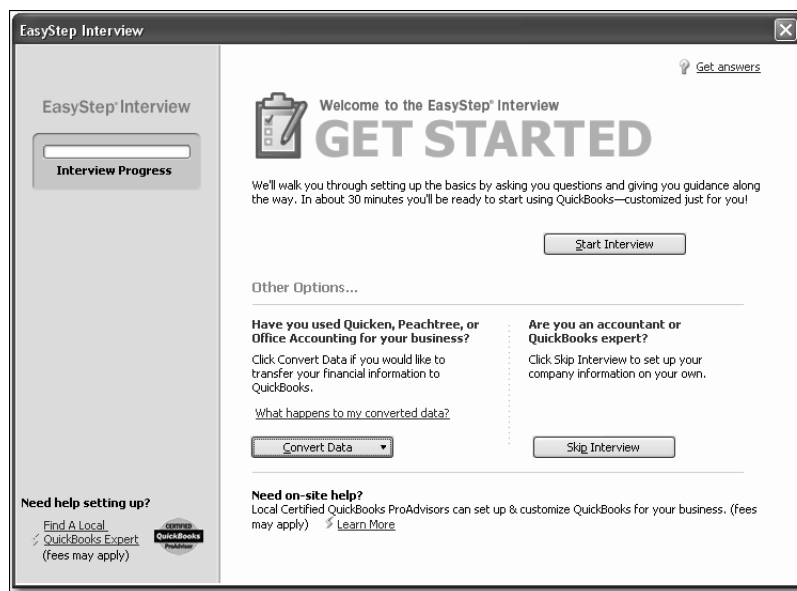 EasyStep Interview
Get answers
EasyStep® Interview
Interview Progress
Welcome to the EasyStep® Interview
GET STARTED
We'll walk you through setting up the basics by asking you questions and giving you guidance along
the way. In about 30 minutes you'll be ready to start using QuickBooks—customized just for you!
Start Interview
Other Options...
Have you used Quicken, Peachtree, or
Office Accounting for your business?
Click Convert Data if you would like to
transfer your financial information to
QuickBooks.
What happens to my converted data?
Convert Data
Are you an accountant or
QuickBooks expert?
Click Skip Interview to set up your
company information on your own.
Skip Interview
Need on-site help?
Local Certified QuickBooks ProAdvisors can set up & customize QuickBooks for your business. (fees
may apply) Learn More
Need help setting up?
Find A Local
QuickBooks Expert
(fees may apply)
CERTIFIED
QuickBooks
ProAdvisor